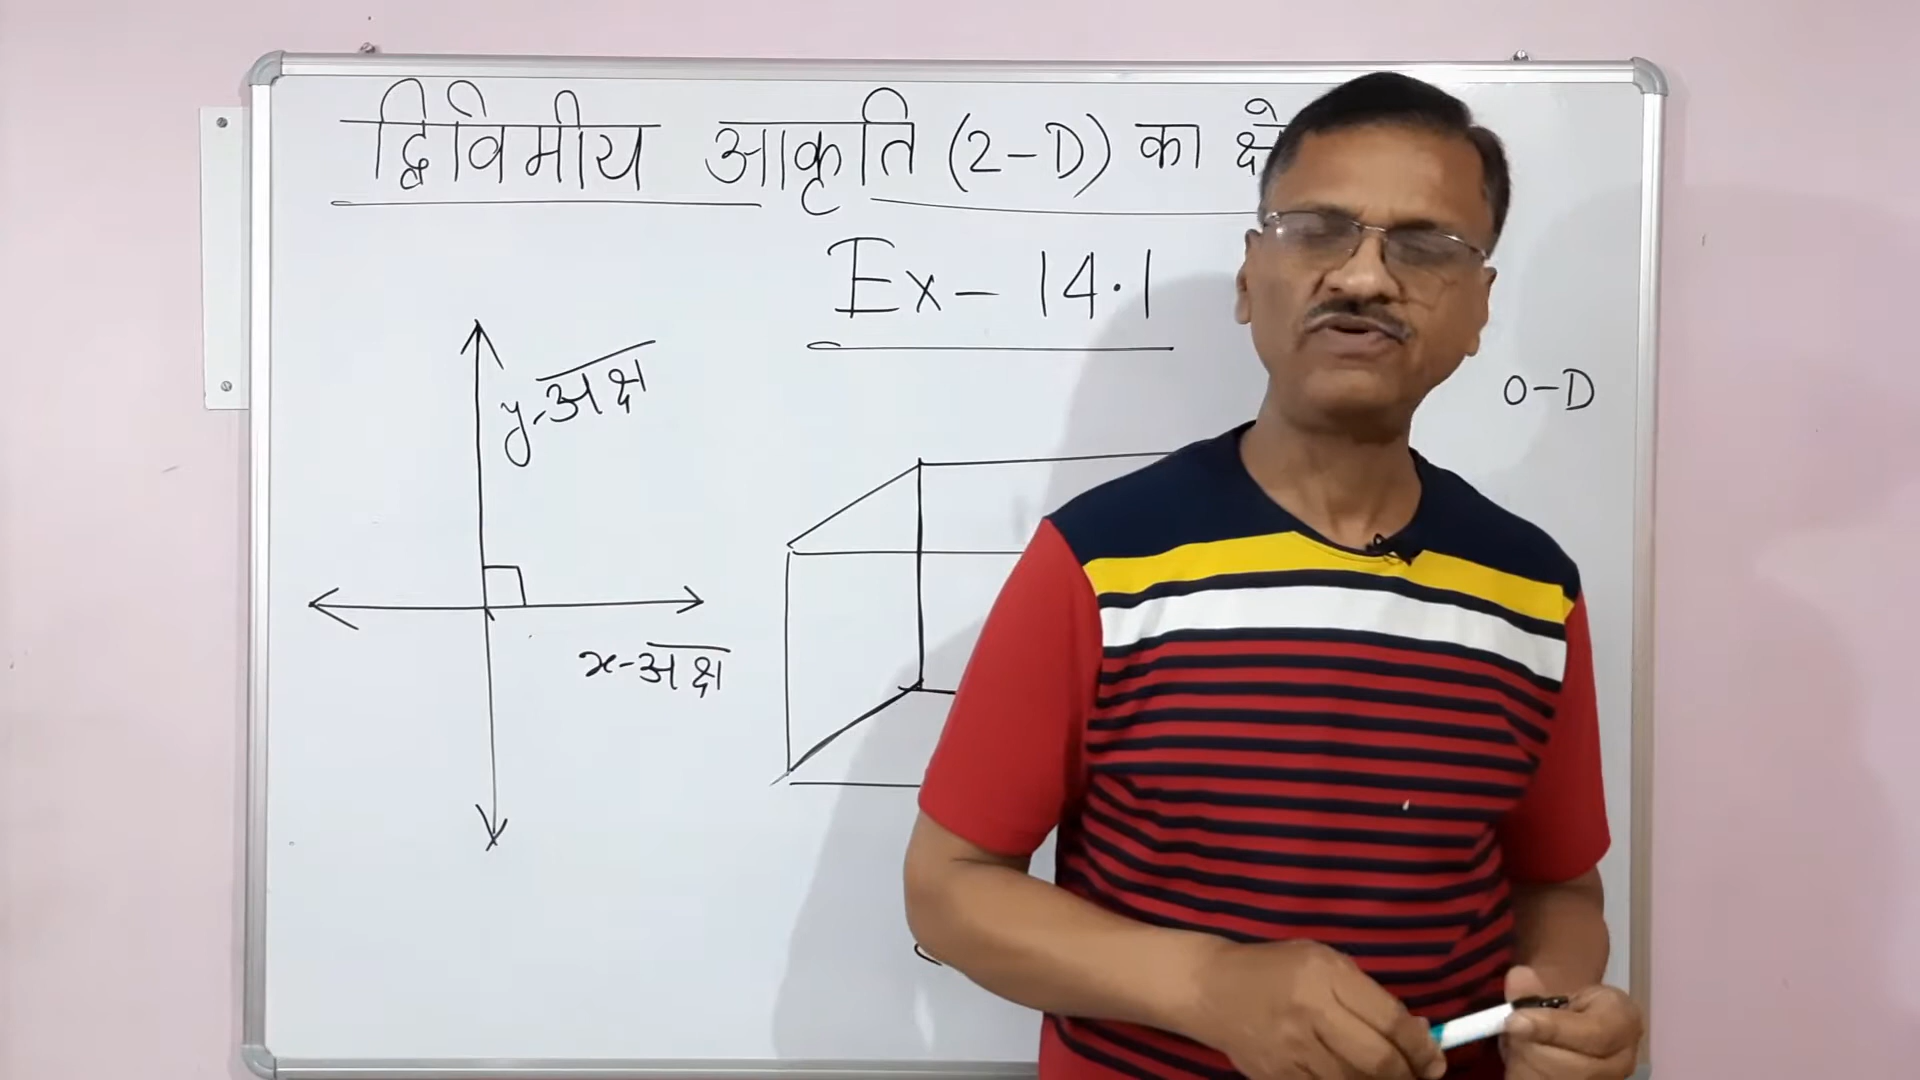 द्विविमीय आकृति (2-D) का
Ex- 14.1
y-अक्ष
0-D
x-अक्ष